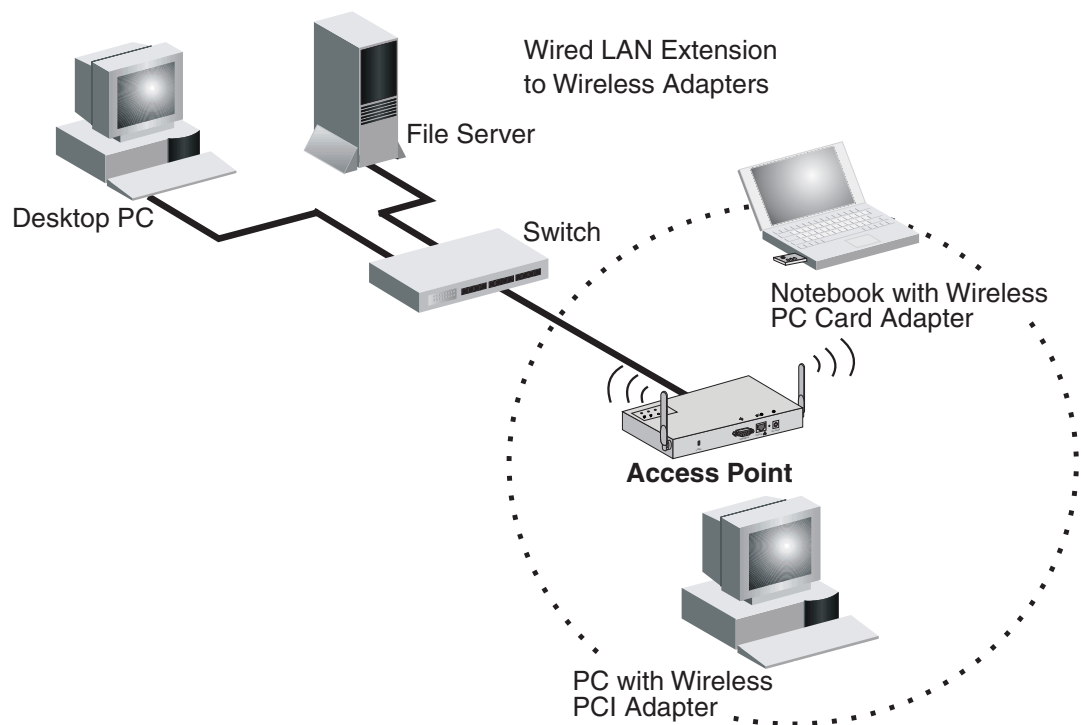 Wired LAN Extension
to Wireless Adapters
File Server
Desktop PC
Switch
Notebook with Wireless
PC Card Adapter
Access Point
PC with Wireless
PCI Adapter